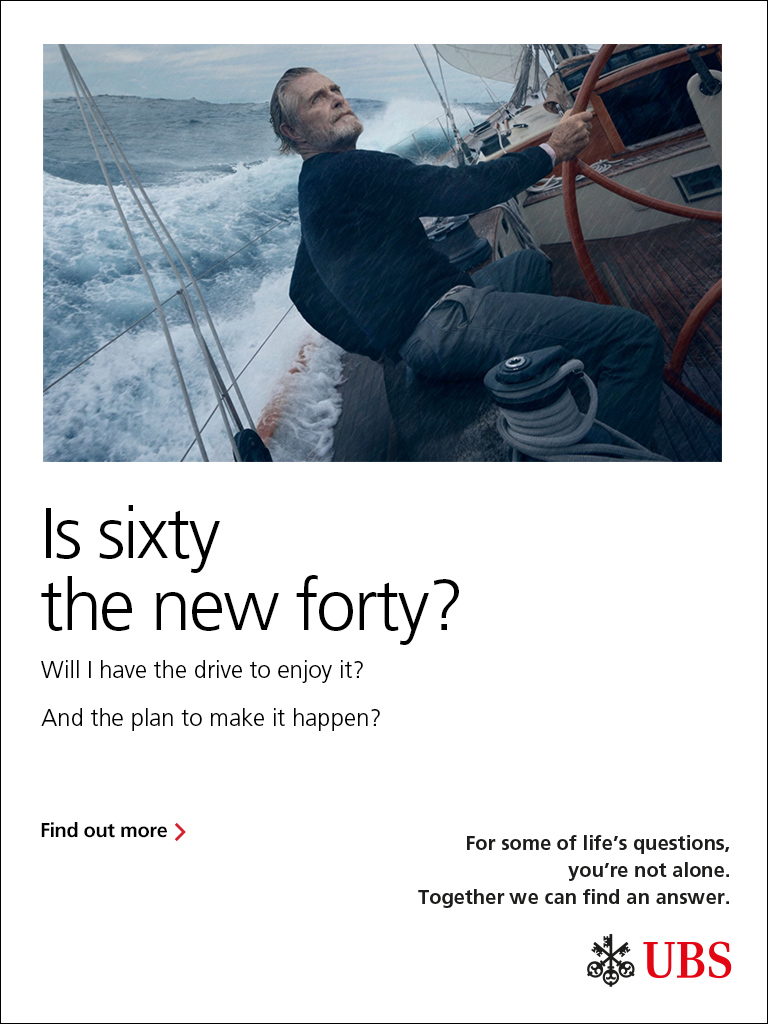 Is sixty
the new forty?
Will I have the drive to enjoy it?
And the plan to make it happen?
Find out more
For some of life’s questions,
you’re not alone.
Together we can find an answer.
UBS